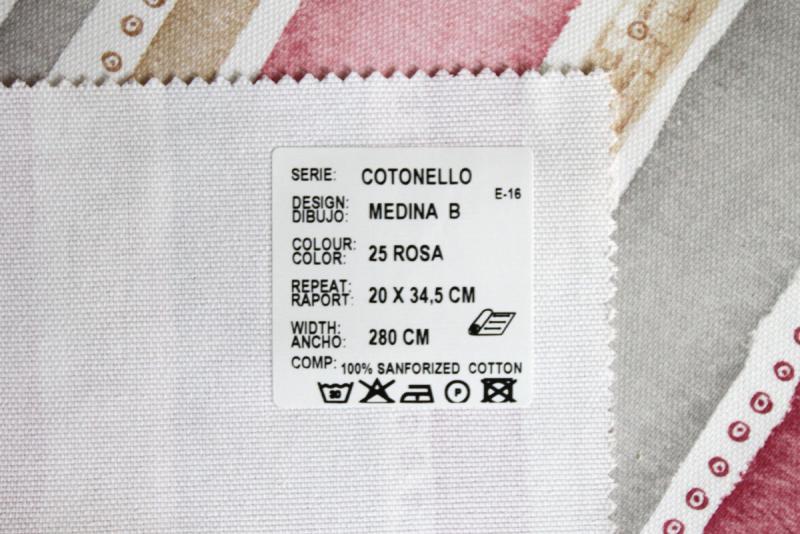 SERIE: COTONELLO
E-16
DESIGN:
DIBUJO: MEDINA B
COLOUR:
COLOR: 25 ROSA
REPEAT:
RAPORT: 20 X 34,5 CM
WIDTH:
ANCHO: 280 CM
COMP: 100% SANFORIZED COTTON
30 P